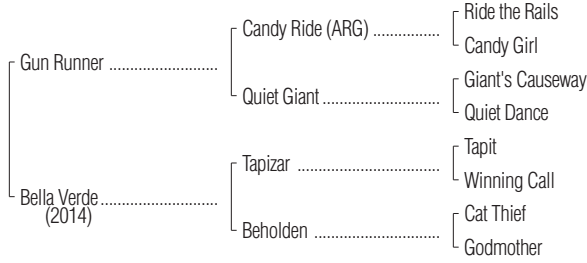 Ride the Rails
Candy Ride (ARG) ..................
Candy Girl
Gun Runner .............................
Giant's Causeway
Quiet Giant ...............................
Quiet Dance
Tapit
Tapizar ......................................
Winning Call
Bella Verde ...............................
(2014)
Cat Thief
Beholden ..................................
Godmother